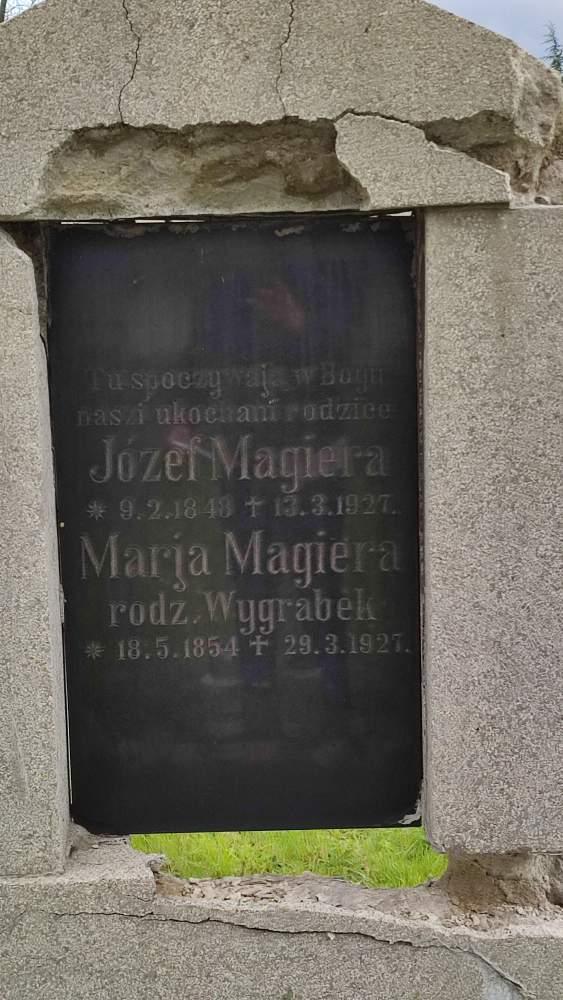 Tu spoczywają w Bogu
nasi ukochani rodzice
Józef Magiera
* 9.2.1848 ✝ 13.3.1927.
Marja Magiera
rodz. Wygrabek
* 18.5.1854 ✝ 29.3.1927.